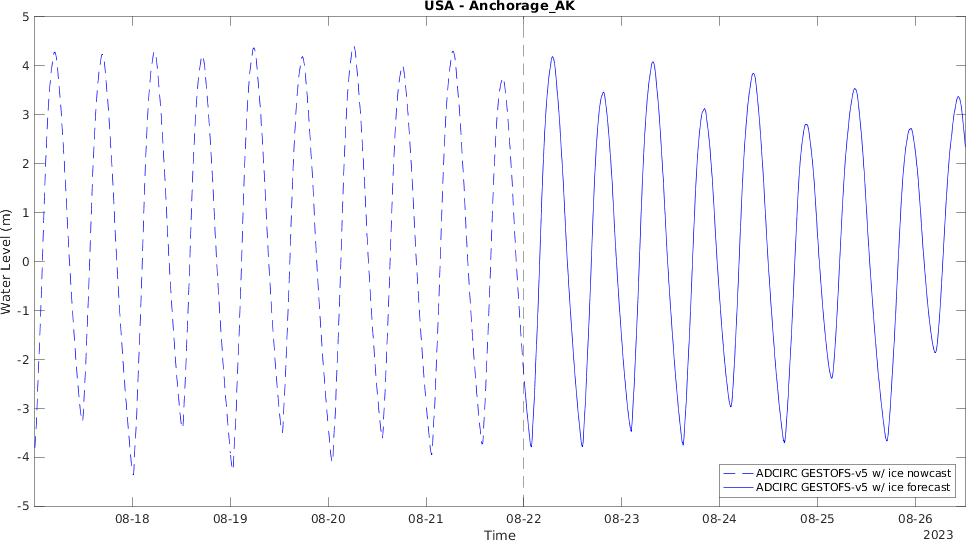 USA - Anchorage_AK
5
4
3
2
1
0
-1
-2
-3
-4
-5
Water Level (m)
ADCIRC GESTOFS-v5 w/ ice nowcast
ADCIRC GESTOFS-v5 w/ ice forecast
08-18 08-19 08-20 08-21 08-22 08-23 08-24 08-25 08-26
Time
2023